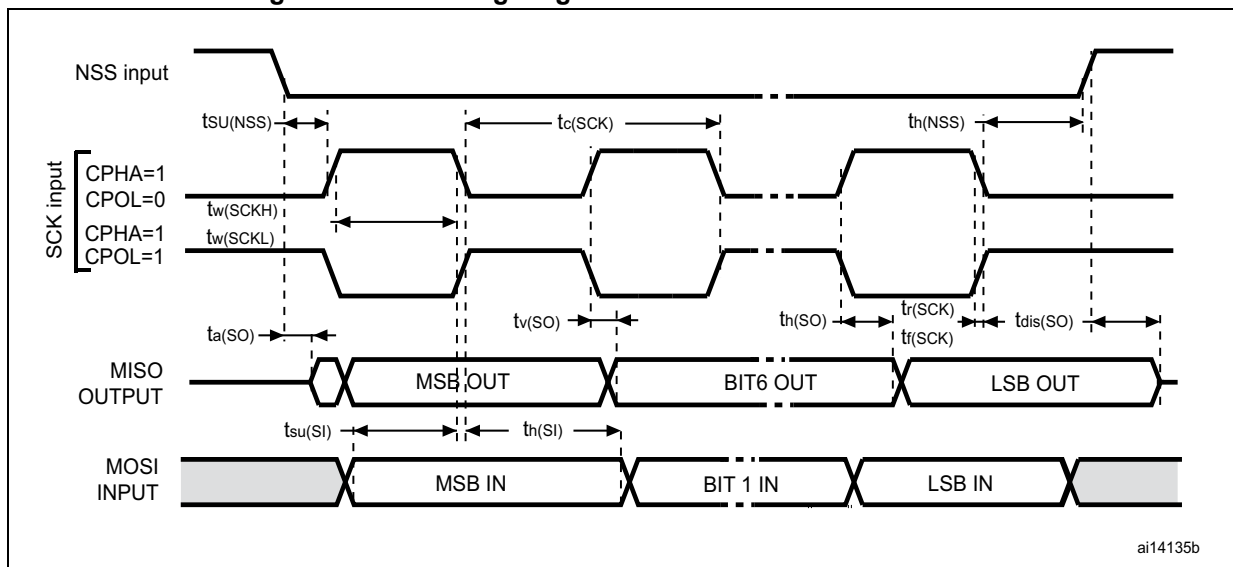 NSS input
tSU(NSS)
tc(SCK)
th(NSS)
SCK input
CPHA=1
CPOL=0
tw(SCKH)
CPHA=1
tw(SCKL)
CPOL=1
ta(SO)
tv(SO)
th(SO)
tr(SCK)
tf(SCK)
tdis(SO)
MISO
OUTPUT
MSB OUT
BIT6 OUT
LSB OUT
tsu(SI)
th(SI)
MOSI
INPUT
MSB IN
BIT 1 IN
LSB IN
ai14135b